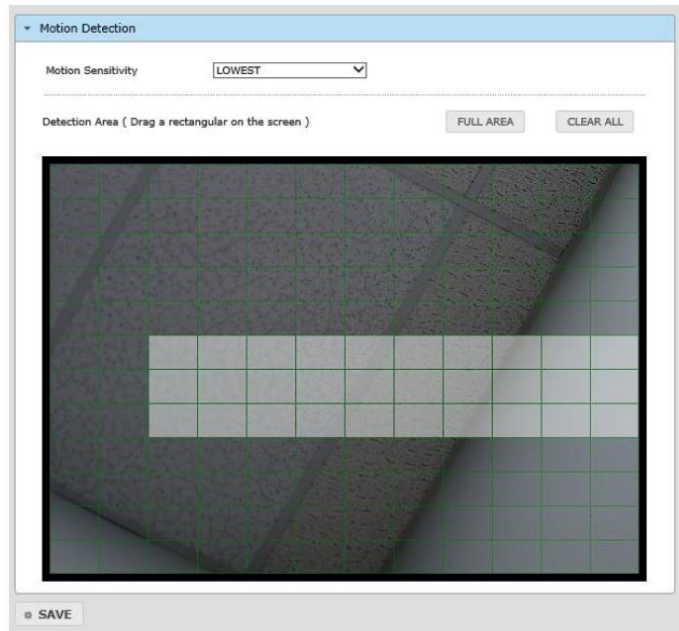 Motion Detection
Motion Sensitivity LOWEST
Detection Area ( Drag a rectangular on the screen ) FULL AREA CLEAR ALL
SAVE